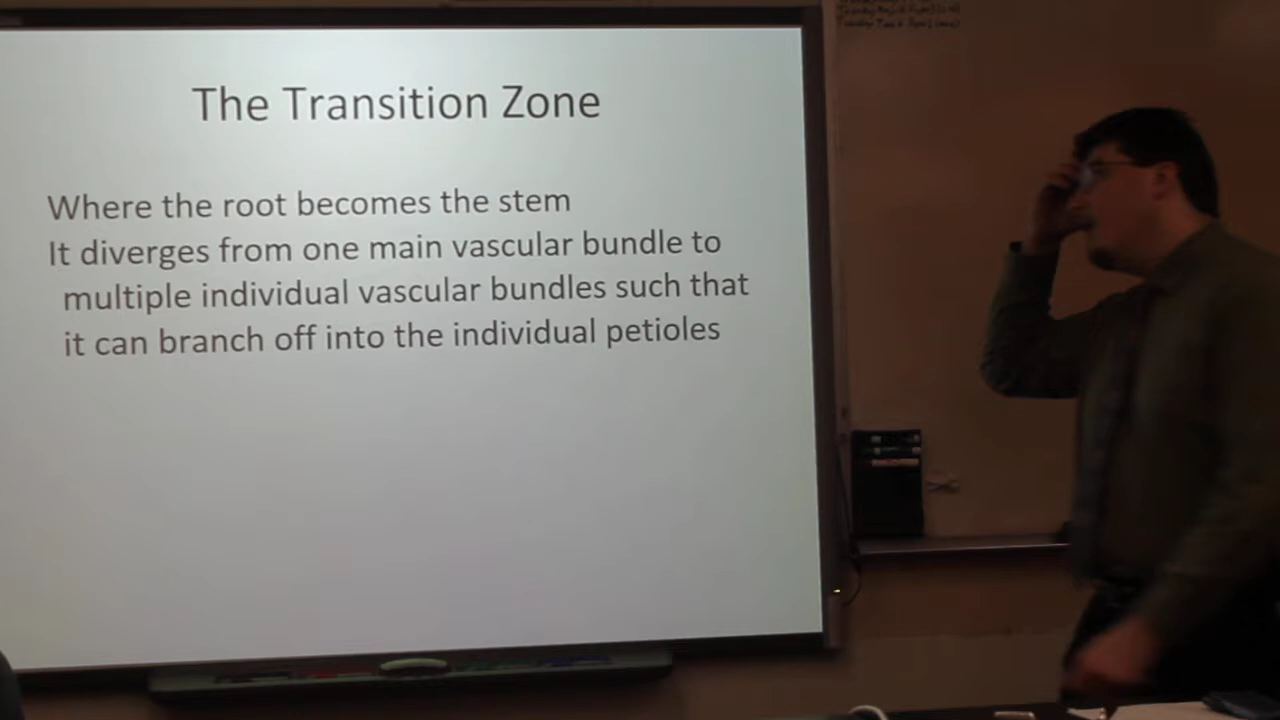 The Transition Zone
Where the root becomes the stem
It diverges from one main vascular bundle to
multiple individual vascular bundles such that
it can branch off into the individual petioles